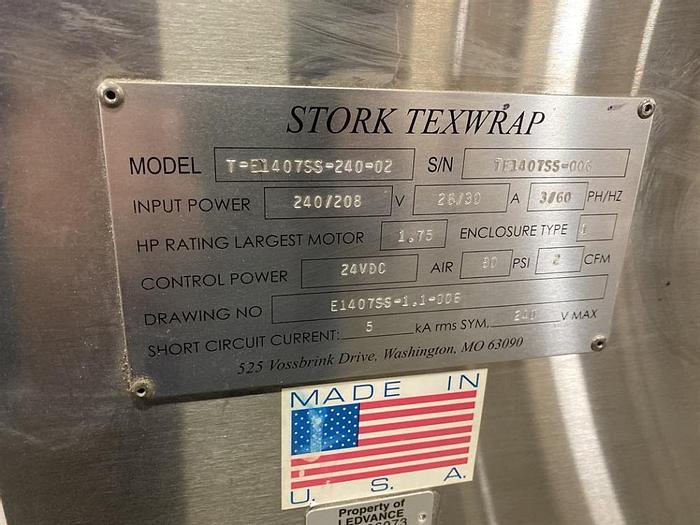 STORK TEXWRAP
MODEL T-E1407SS-240-02 S/N TE1407SS-006
INPUT POWER 240/208 V 26/30 A 3/60 PH/HZ
HP RATING LARGEST MOTOR 1.75 ENCLOSURE TYPE 1
CONTROL POWER 24VDC AIR 80 PSI 2 CFM
DRAWING NO E1407SS-1.1-006
SHORT CIRCUIT CURRENT: 5 kA rms SYM. 240 V MAX
525 Vossbrink Drive, Washington, MO 63090
MADE IN
U. S. A.
Property of
LEDVANCE